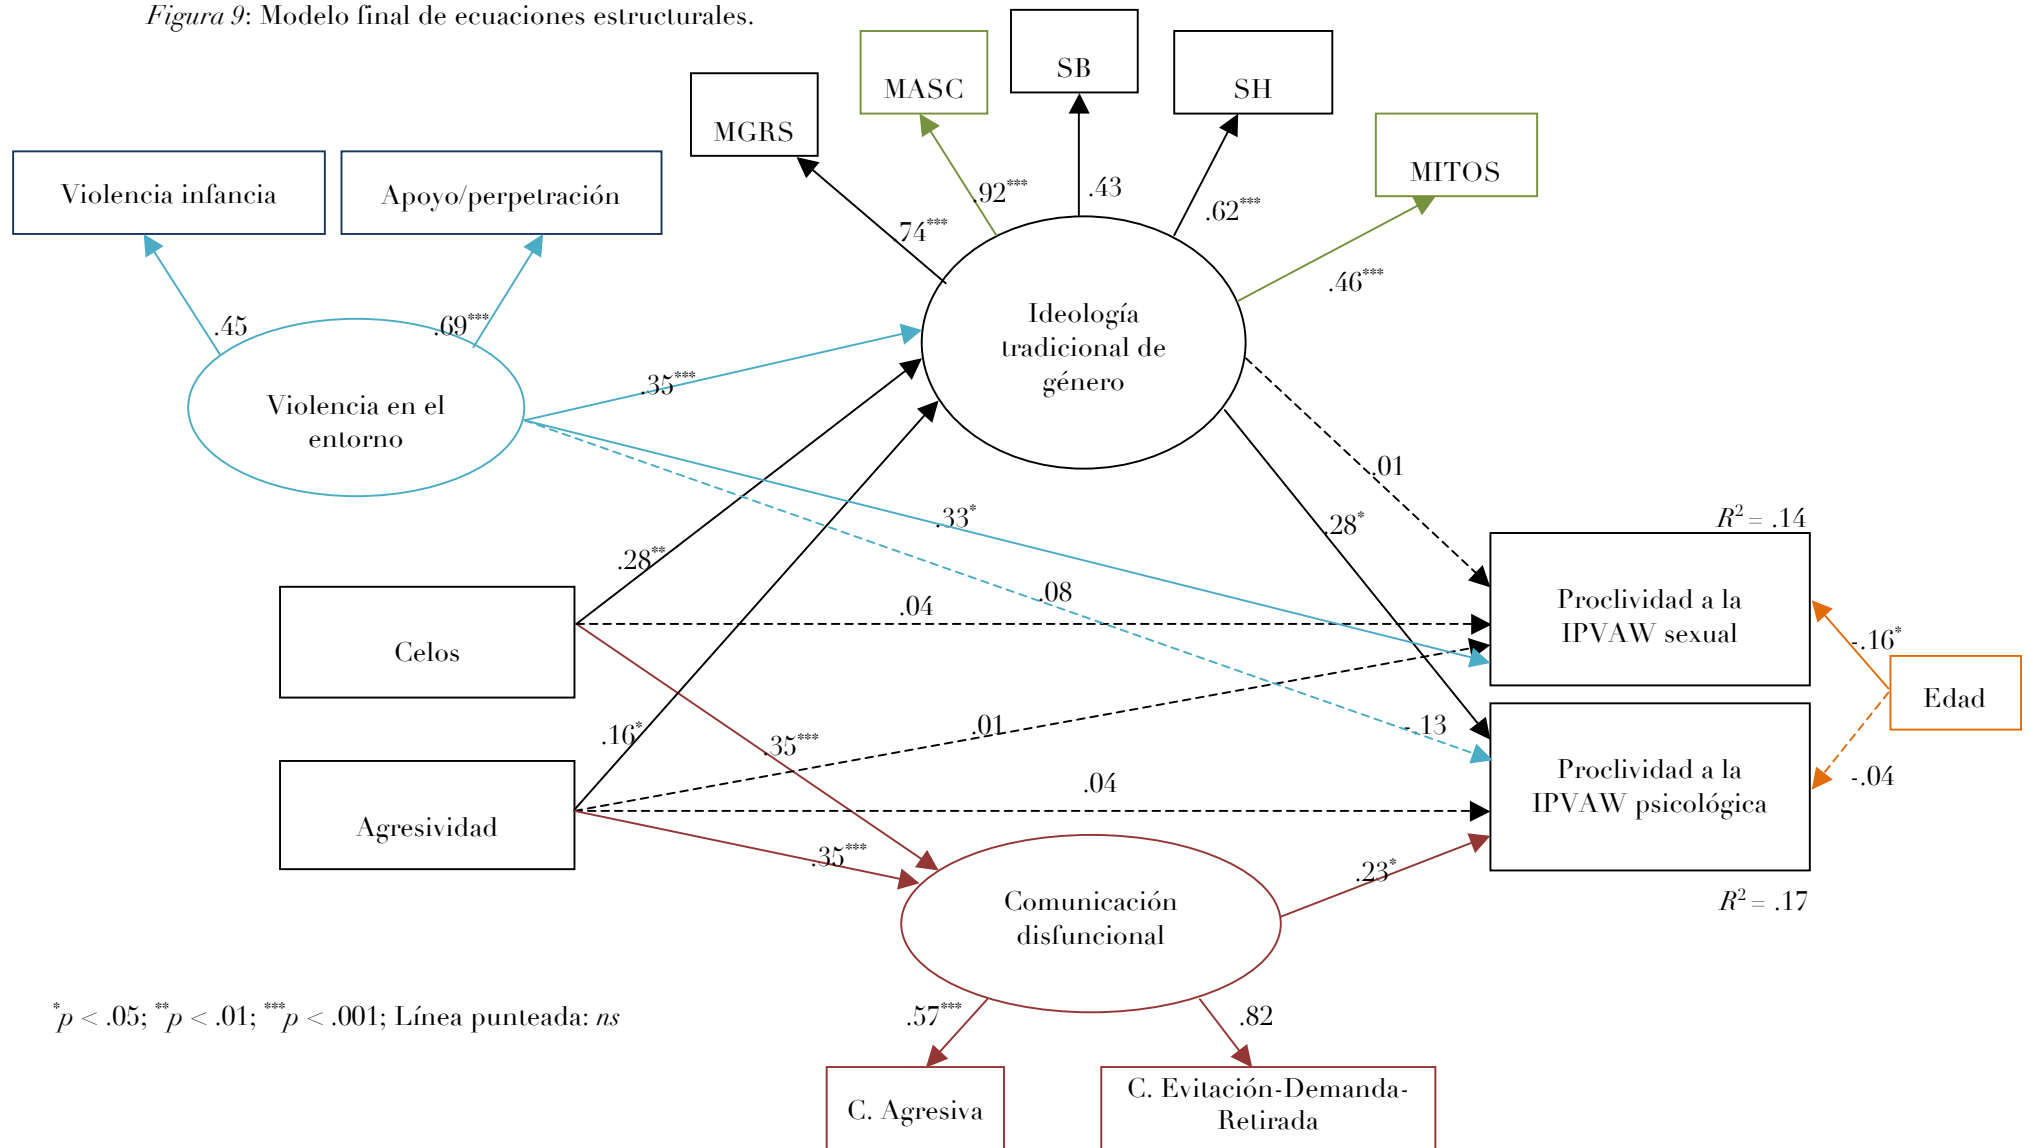 Figura 9: Modelo final de ecuaciones estructurales.
SB
MASC
SH
MGRS
MITOS
Violencia infancia
Apoyo/perpetración
.92***
.43
.62***
.74***
.46***
.45
.69***
Ideología
tradicional de
género
.35***
Violencia en el
entorno
.01
.33*
.28*
R² = .14
.28**
.08
.04
Proclividad a la
IPVAW sexual
-.16*
Celos
Edad
.16*
.35***
.01
-.13
Proclividad a la
IPVAW psicológica
-.04
.04
Agresividad
.35***
.23*
R² = .17
Comunicación
disfuncional
*p < .05; **p < .01; ***p < .001; Línea punteada: ns
.57***
.82
C. Agresiva
C. Evitación-Demanda-
Retirada